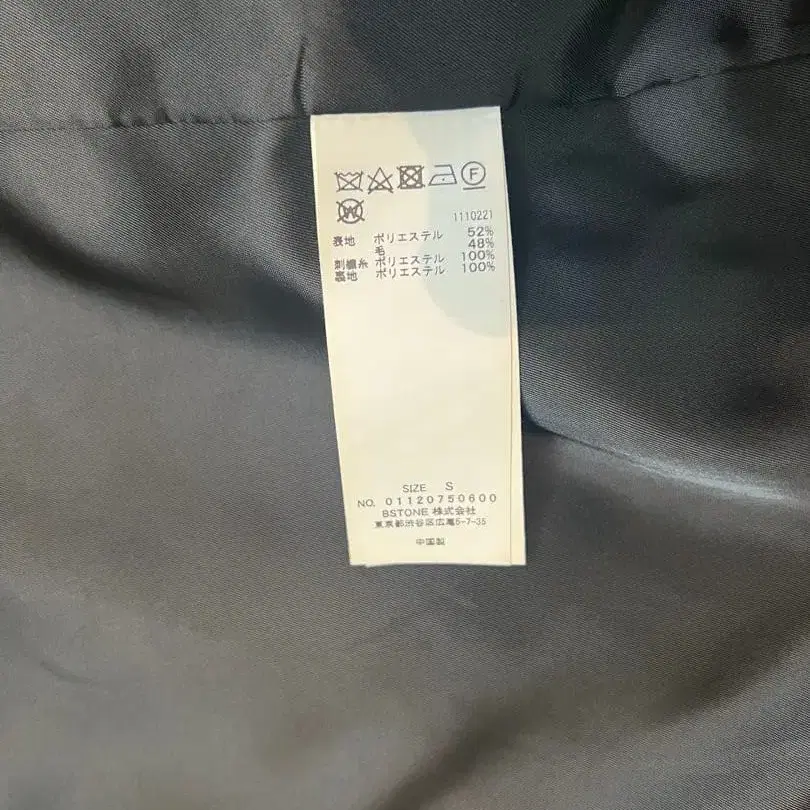 F
W
1110221
表地 ポリエステル 52%
毛 48%
刺繍糸 ポリエステル 100%
裏地 ポリエステル 100%
SIZE S
NO. 01120750600
BSTONE 株式会社
東京都渋谷区広尾5-7-35
中国製